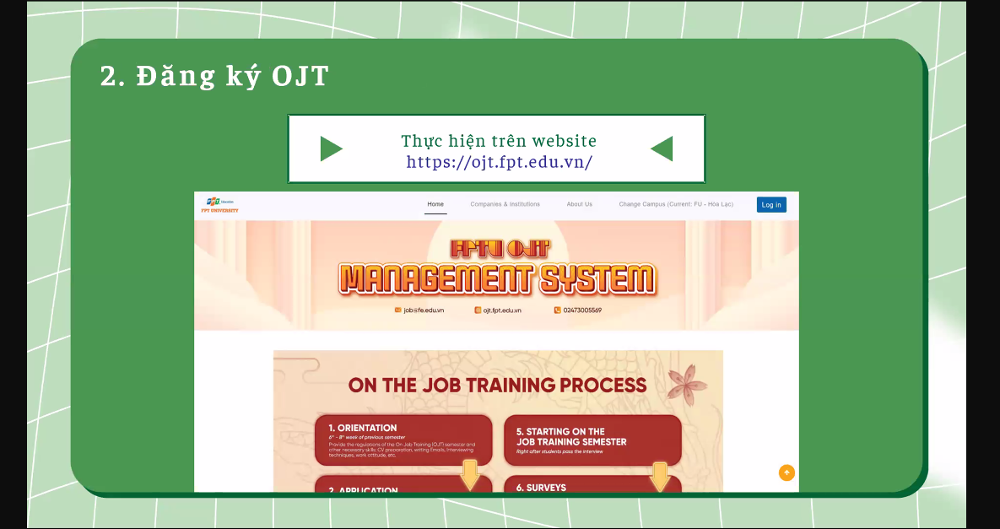 2. Đăng ký OJT
Thực hiện trên website
https://ojt.fpt.edu.vn/
FPT Education
FPT UNIVERSITY
Home
Companies & Institutions
About Us
Change Campus (Current: FU - Hòa Lạc)
Log in
FPTU OJT
MANAGEMENT SYSTEM
job@fe.edu.vn
ojt.fpt.edu.vn
02473005569
ON THE JOB TRAINING PROCESS
1. ORIENTATION
6th - 8th week of previous semester
Provide the regulations of the On Job Training (OJT) semester and
other necessary skills: CV preparation, writing Emails, Interviewing
techniques, work attitude, etc.
5. STARTING ON THE
JOB TRAINING SEMESTER
Right after students pass the interview
2. APPLICATION
6. SURVEYS